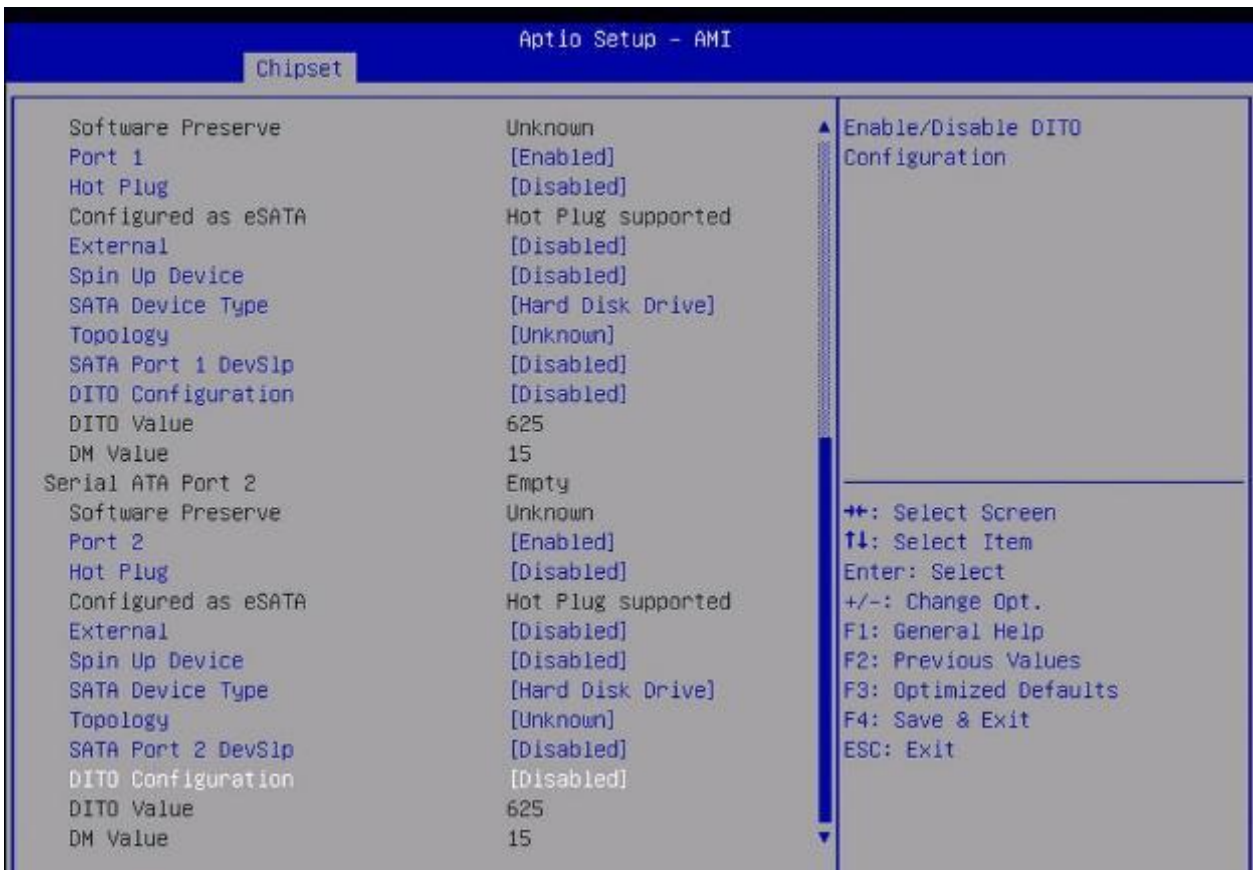 Aptio Setup – AMI
Chipset
Software Preserve Unknown
Port 1 [Enabled]
Hot Plug [Disabled]
Configured as eSATA Hot Plug supported
External [Disabled]
Spin Up Device [Disabled]
SATA Device Type [Hard Disk Drive]
Topology [Unknown]
SATA Port 1 DevSlp [Disabled]
DITO Configuration [Disabled]
DITO Value 625
DM Value 15
Serial ATA Port 2 Empty
Software Preserve Unknown
Port 2 [Enabled]
Hot Plug [Disabled]
Configured as eSATA Hot Plug supported
External [Disabled]
Spin Up Device [Disabled]
SATA Device Type [Hard Disk Drive]
Topology [Unknown]
SATA Port 2 DevSlp [Disabled]
DITO Configuration [Disabled]
DITO Value 625
DM Value 15
Enable/Disable DITO
Configuration
→←: Select Screen
↑↓: Select Item
Enter: Select
+/-: Change Opt.
F1: General Help
F2: Previous Values
F3: Optimized Defaults
F4: Save & Exit
ESC: Exit